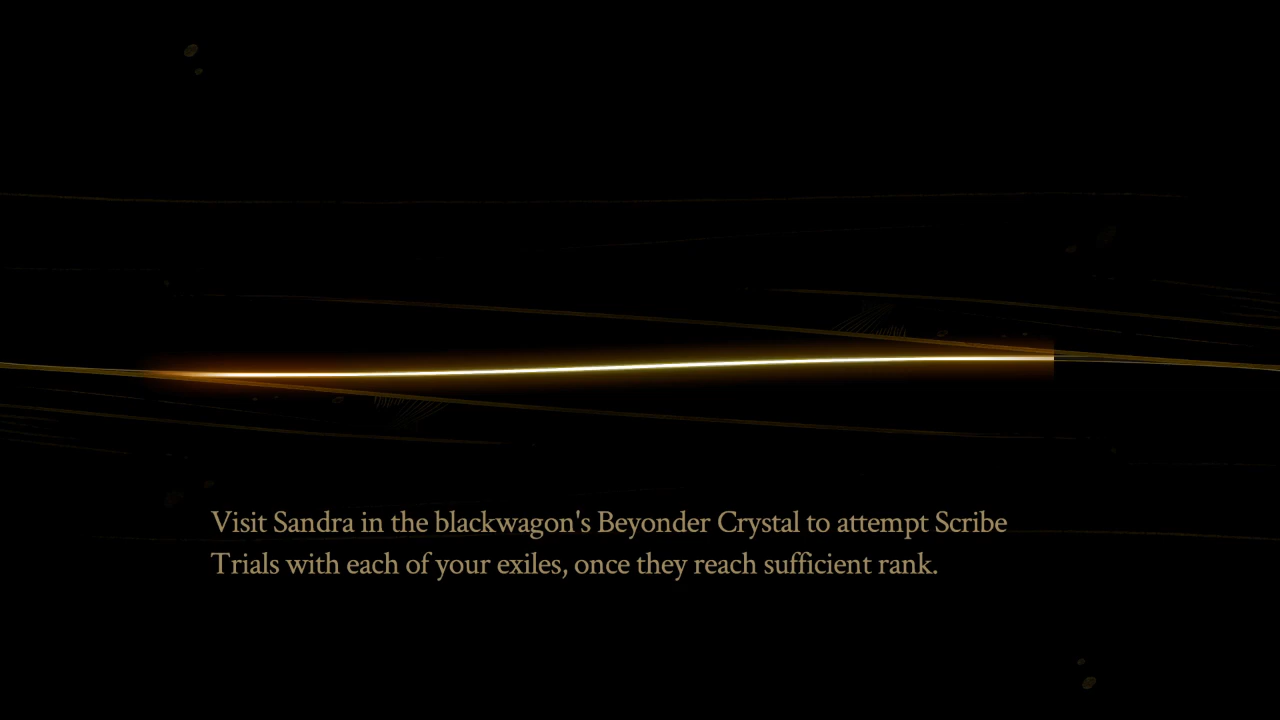 Visit Sandra in the blackwagon's Beyonder Crystal to attempt Scribe
Trials with each of your exiles, once they reach sufficient rank.